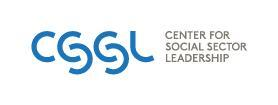 CSSL
CENTER FOR
SOCIAL SECTOR
LEADERSHIP